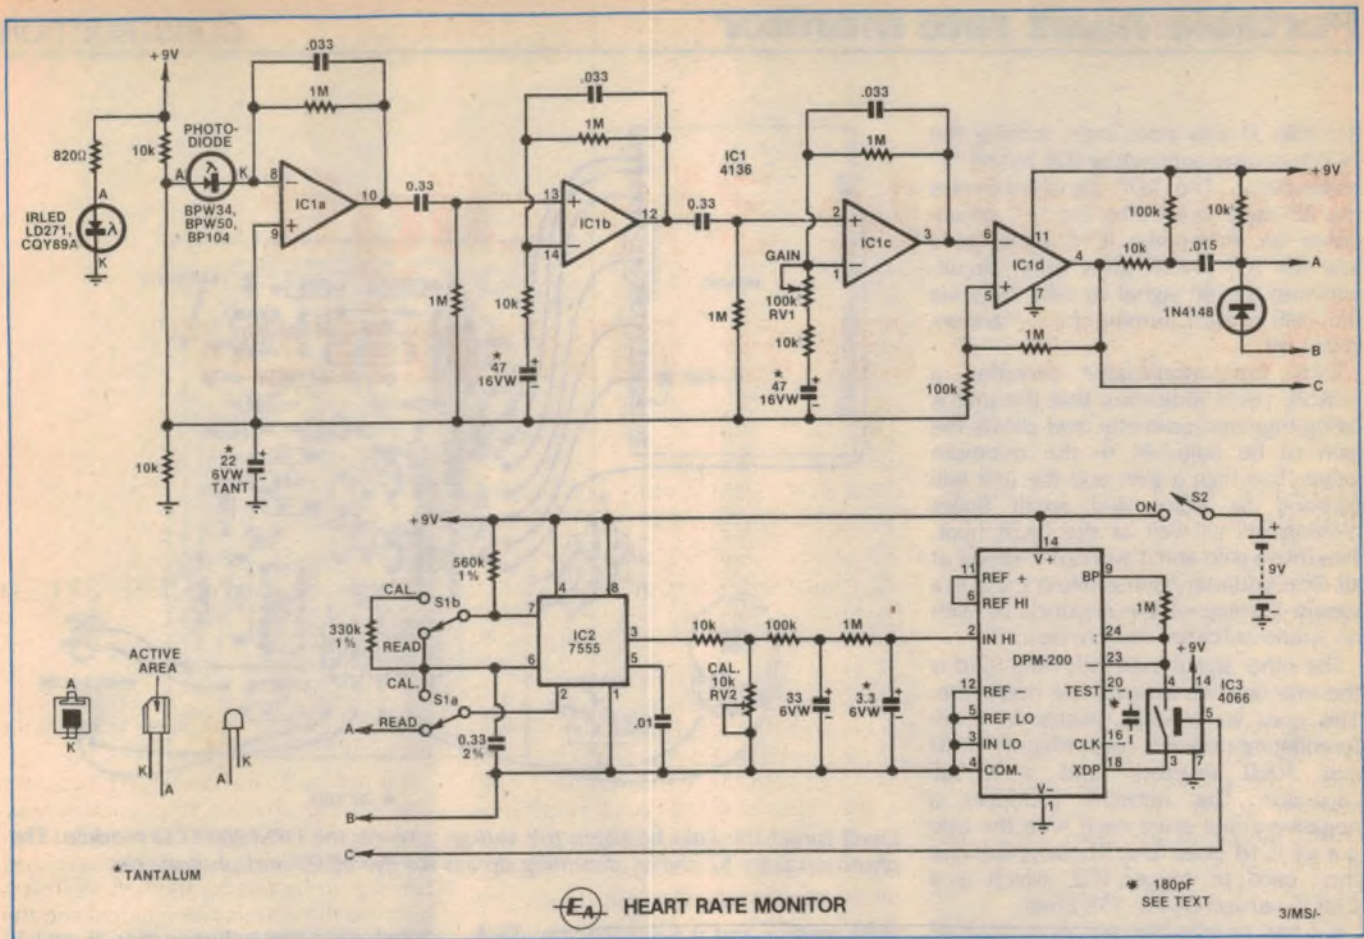 .033
+9V
1M
.033
.033
820Ω
10k
PHOTO-
DIODE
1M
1M
IC1
4136
A
K
8
−
IC1a
10
0.33
13
+
IC1b
12
0.33
2
+
IC1c
3
6
−
IC1d
11
4
+9V
100k
10k
.015
10k
A
IRLED
LD271,
CQY89A
A
K
BPW34,
BPW50,
BP104
+
9
−
14
GAIN
−
1
100k
RV1
+
5
7
1N4148
1M
10k
1M
10k
1M
B
C
*
47
16VW
+
−
*
47
16VW
+
−
100k
10k
*
22
6VW
TANT
+
−
+9V
ON
S2
+
9V
−
560k
1%
CAL.
S1b
330k
1%
READ
CAL.
S1a
READ
A
4
8
7
IC2
7555
3
6
5
2
1
0.33
2%
.01
10k
100k
1M
CAL.
10k
RV2
33
6VW
+
*
3.3
6VW
+
14
V+
11
REF −
6
REF HI
2
IN HI
DPM-200
12
REF −
5
REF LO
3
IN LO
4
COM.
V−
1
BP
9
24
23
TEST
20
CLK
16
XDP
18
1M
+9V
4
14
IC3
4066
5
3
7
*
ACTIVE
AREA
A
K
K
A
A
K
B
C
*TANTALUM
EA
HEART RATE MONITOR
* 180pF
SEE TEXT
3/MS/-